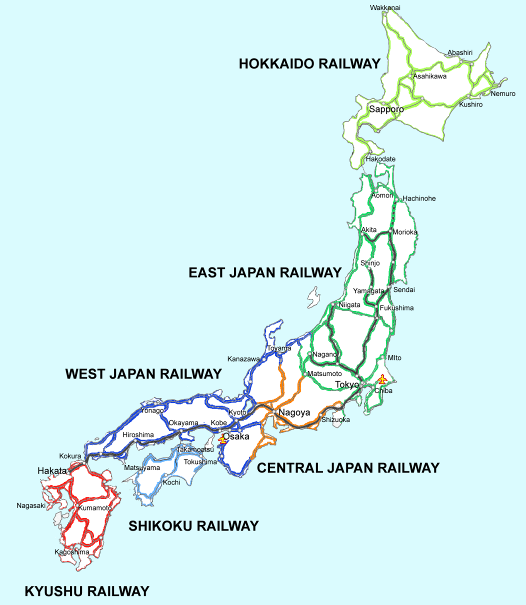 Wakkenai
Abashiri
HOKKAIDO RAILWAY
Asahikawa
Nemuro
Kushiro
Sapporo
Hakodate
Aomori
Hachinohe
Akita
Morioka
Shinjo
EAST JAPAN RAILWAY
Yamagata
Sendai
Niigata
Fukushima
Toyama
Nagano
MIto
Kanazawa
WEST JAPAN RAILWAY
Matsumoto
Tokyo
Chiba
Yonago
Kyoto
Nagoya
Okayama
Kobe
Shizuoka
Hiroshima
Osaka
Takamatsu
Kokura
Tokushima
Matsuyama
CENTRAL JAPAN RAILWAY
Hakata
Kochi
Nagasaki
Kumamoto
SHIKOKU RAILWAY
Kagoshima
KYUSHU RAILWAY